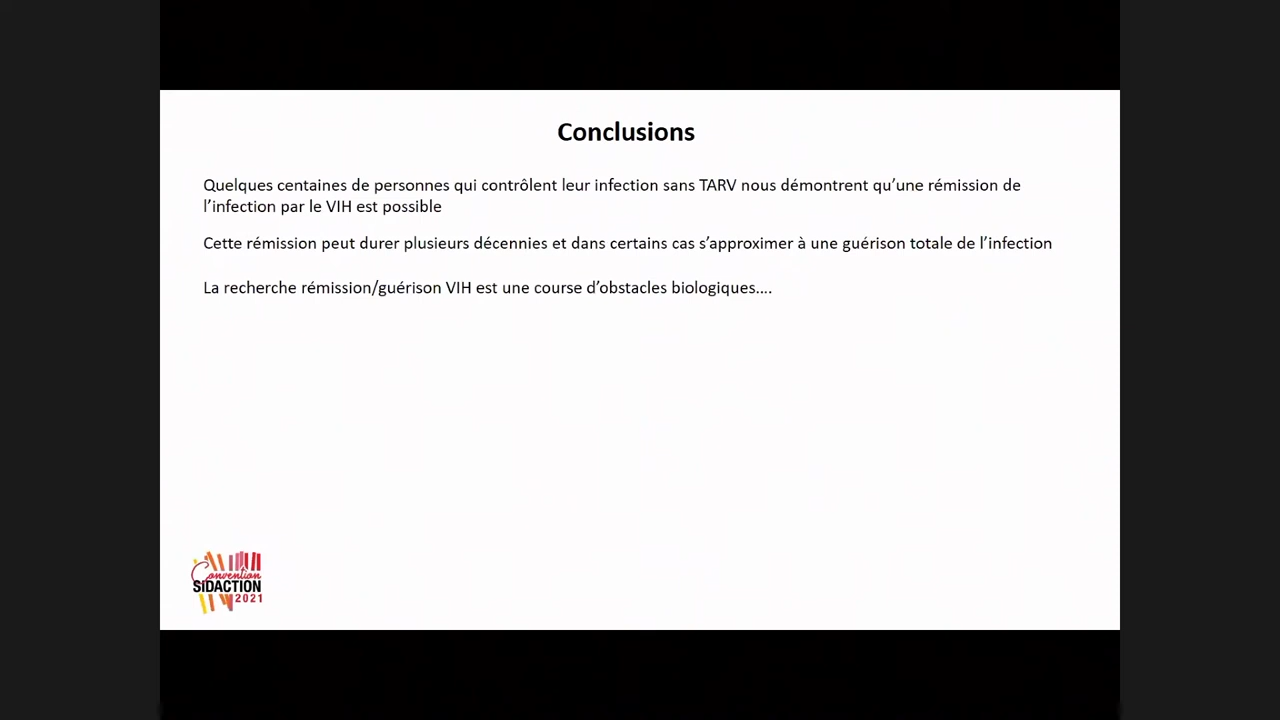 Conclusions
Quelques centaines de personnes qui contrôlent leur infection sans TARV nous démontrent qu’une rémission de
l’infection par le VIH est possible
Cette rémission peut durer plusieurs décennies et dans certains cas s’approximer à une guérison totale de l’infection
La recherche rémission/guérison VIH est une course d’obstacles biologiques....
Convention
SIDACTION
2021